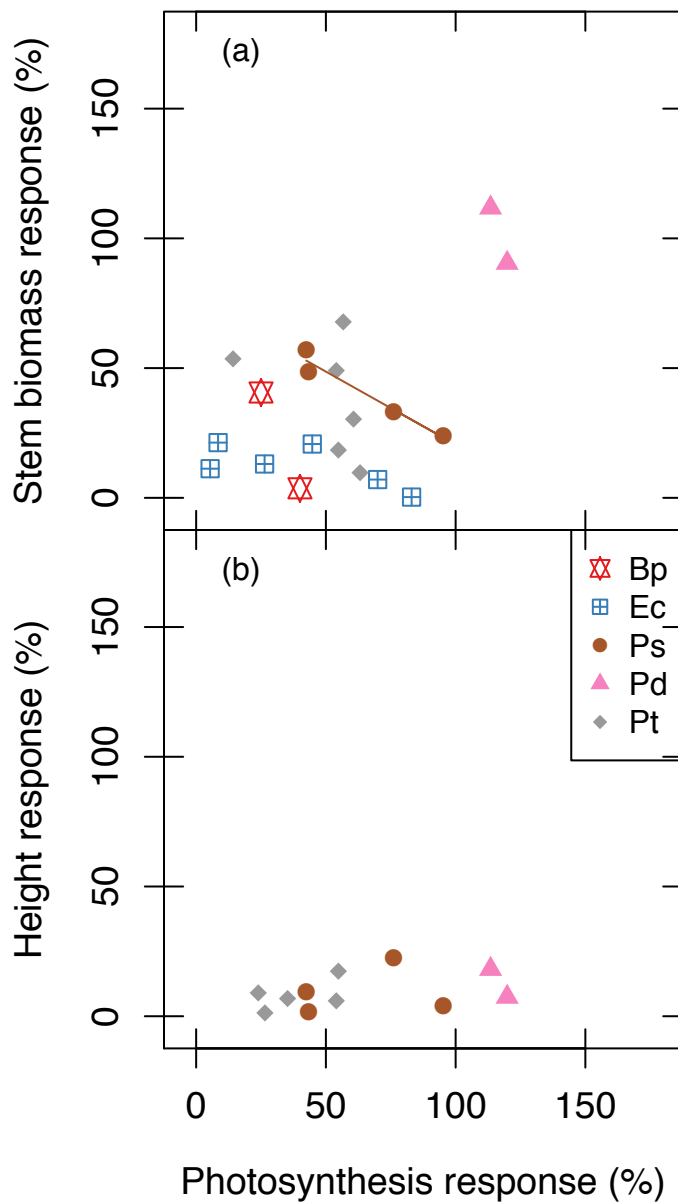 (a)
Stem biomass response (%)
150
100
50
0
(b)
Height response (%)
150
100
50
0
Bp
Ec
Ps
Pd
Pt
0 50 100 150
Photosynthesis response (%)